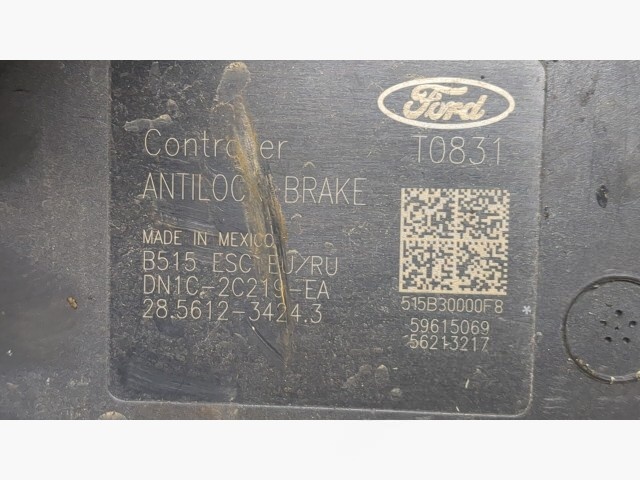 Ford
Controller
T0831
ANTILOCK BRAKE
MADE IN MEXICO
B515 ESC EU/RU
DN1C-2C219-EA
28.5612-3424.3
515B30000F8
59615069
56213217